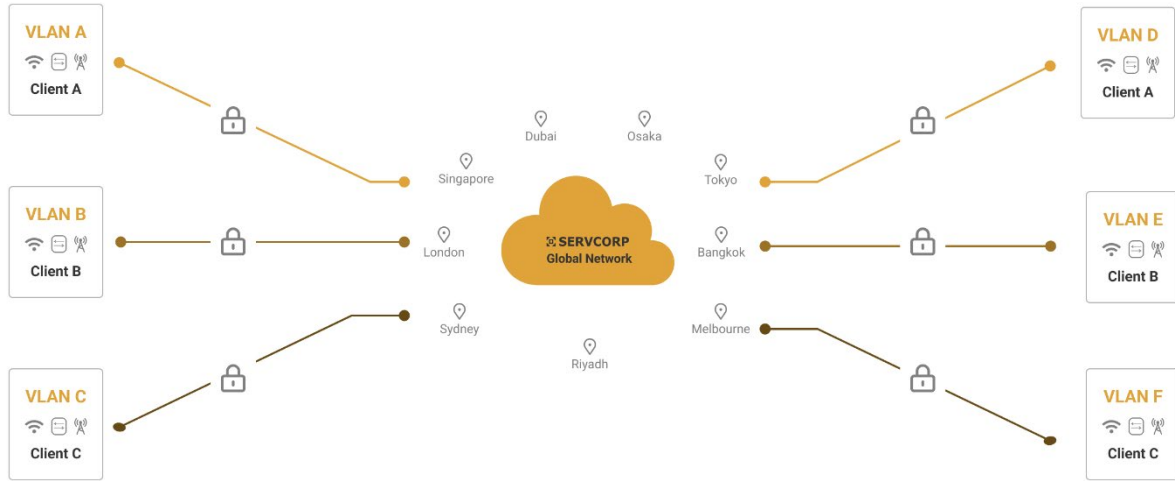 VLAN A
Client A
VLAN B
Client B
VLAN C
Client C
Dubai
Osaka
Singapore
Tokyo
London
Bangkok
Sydney
Melbourne
Riyadh
SERVCORP
Global Network
VLAN D
Client A
VLAN E
Client B
VLAN F
Client C